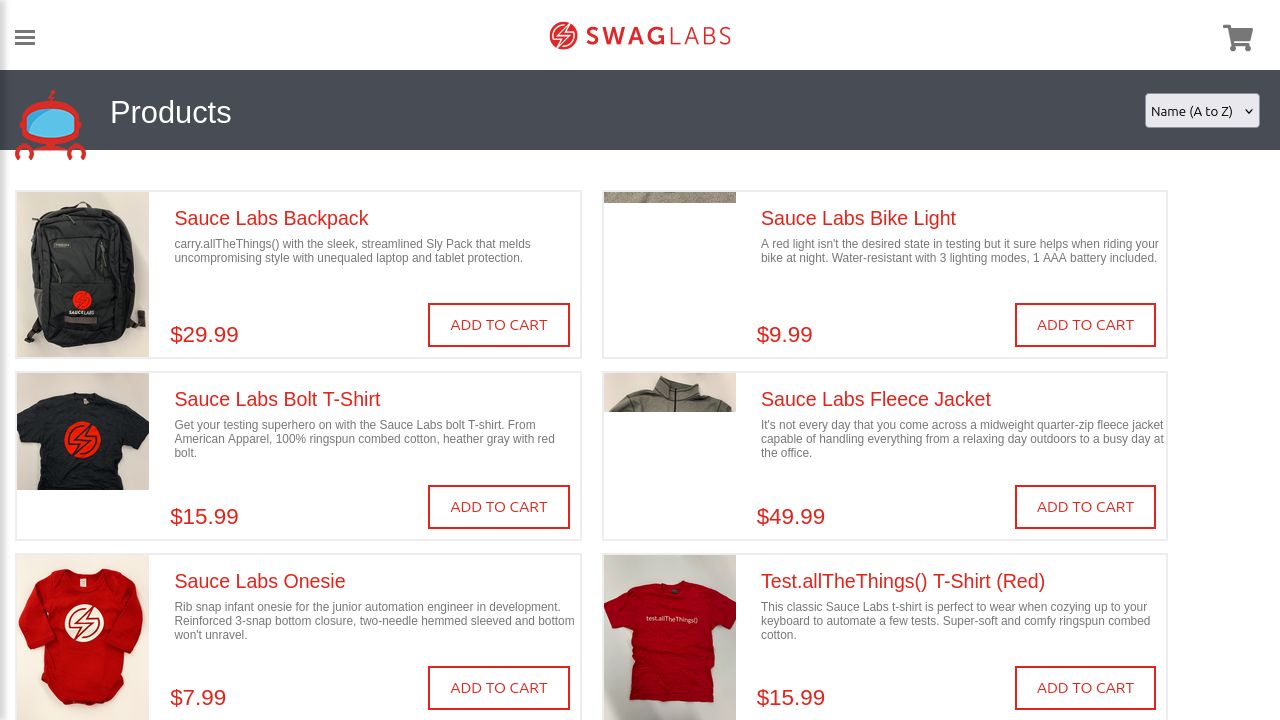 SWAGLABS
Products
Name (A to Z)
Sauce Labs Backpack
carry.allTheThings() with the sleek, streamlined Sly Pack that melds
uncompromising style with unequaled laptop and tablet protection.
$29.99
ADD TO CART
SAUCELABS
Sauce Labs Bike Light
A red light isn't the desired state in testing but it sure helps when riding your
bike at night. Water-resistant with 3 lighting modes, 1 AAA battery included.
$9.99
ADD TO CART
Sauce Labs Bolt T-Shirt
Get your testing superhero on with the Sauce Labs bolt T-shirt. From
American Apparel, 100% ringspun combed cotton, heather gray with red
bolt.
$15.99
ADD TO CART
Sauce Labs Fleece Jacket
It's not every day that you come across a midweight quarter-zip fleece jacket
capable of handling everything from a relaxing day outdoors to a busy day at
the office.
$49.99
ADD TO CART
Sauce Labs Onesie
Rib snap infant onesie for the junior automation engineer in development.
Reinforced 3-snap bottom closure, two-needle hemmed sleeved and bottom
won't unravel.
$7.99
ADD TO CART
Test.allTheThings() T-Shirt (Red)
This classic Sauce Labs t-shirt is perfect to wear when cozying up to your
keyboard to automate a few tests. Super-soft and comfy ringspun combed
cotton.
$15.99
ADD TO CART
test.allTheThings()